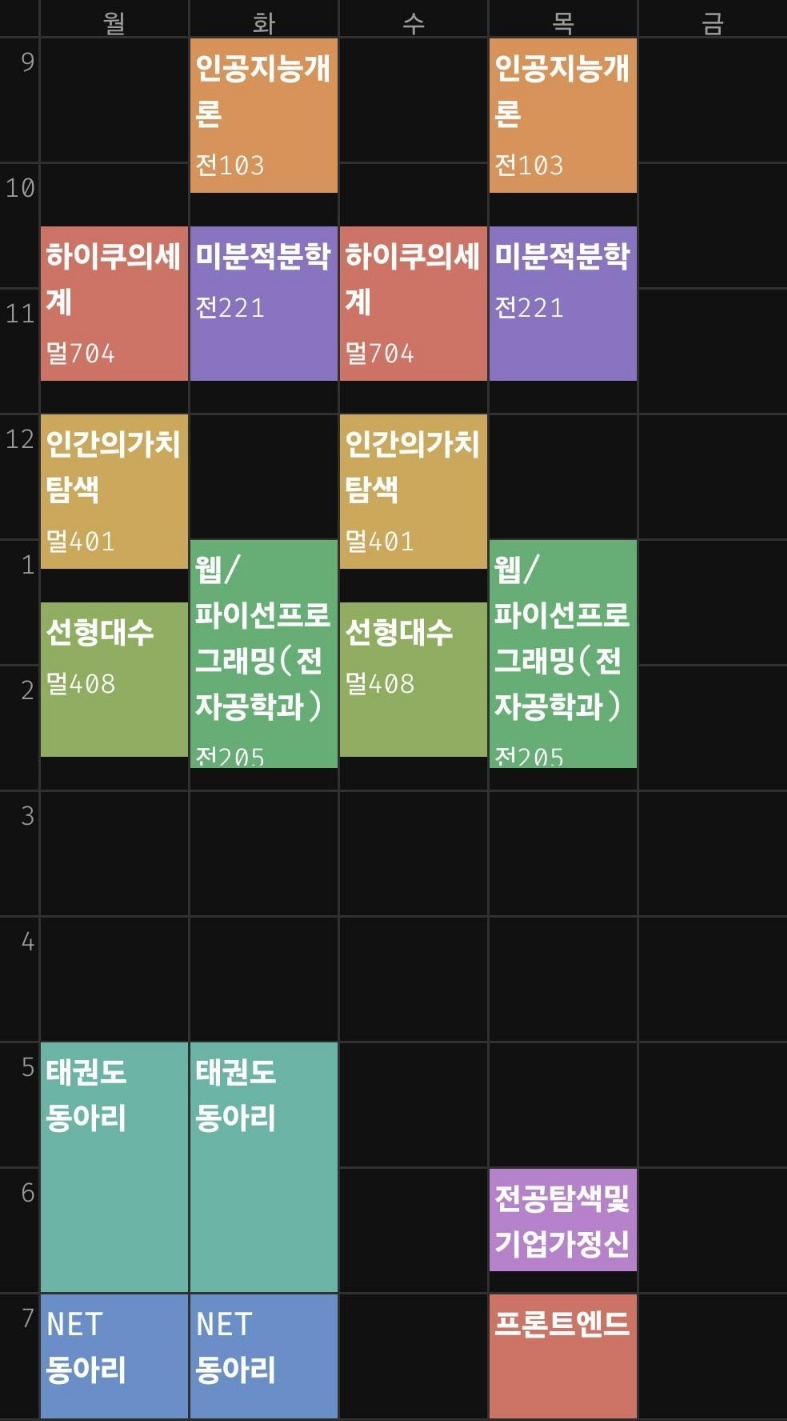 월 화 수 목 금
9
인공지능개 인공지능개
론 론
전103 전103
10
하이쿠의세 미분적분학 하이쿠의세 미분적분학
계 전221 계 전221
11
멀704 멀704
12
인간의가치 인간의가치
탐색 탐색
멀401 멀401
1
웹/ 웹/
파이선프로 파이선프로
그래밍(전 그래밍(전
자공학과) 자공학과)
전205 전205
선형대수 선형대수
멀408 멀408
2
3
4
5
태권도 태권도
동아리 동아리
6
전공탐색및
기업가정신
7
NET NET 프론트엔드
동아리 동아리